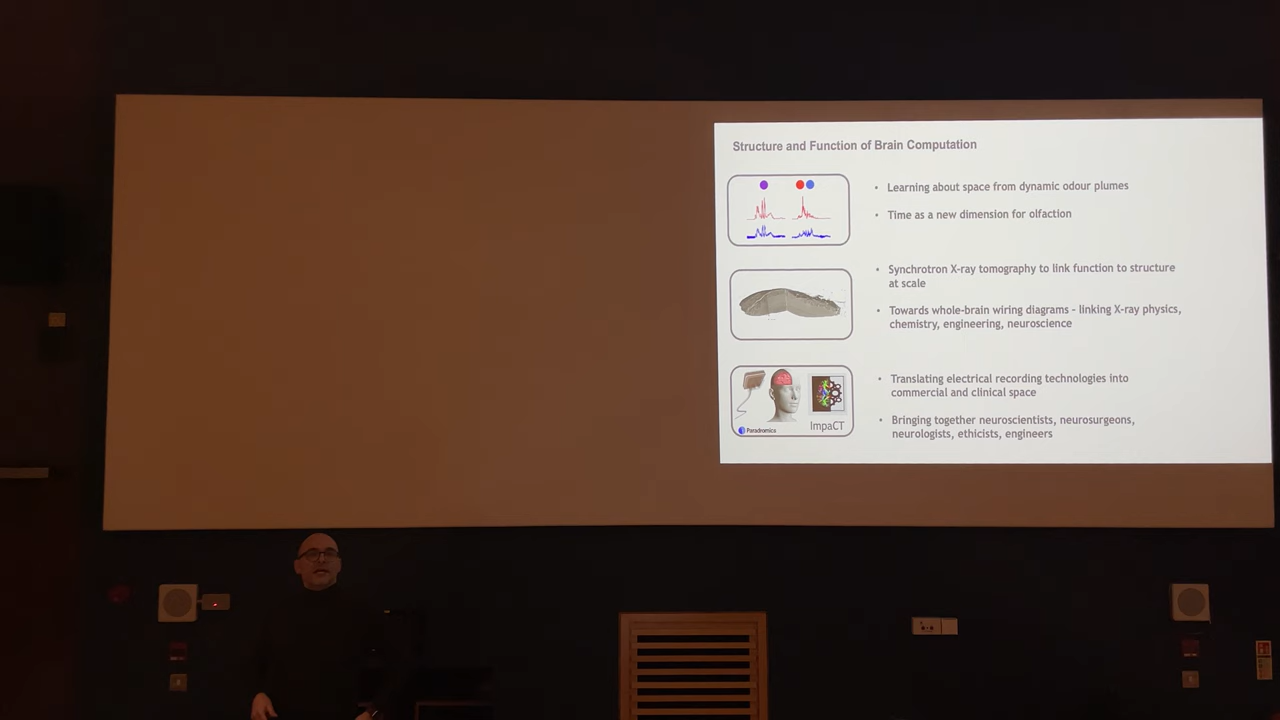 Structure and Function of Brain Computation
• Learning about space from dynamic odour plumes
• Time as a new dimension for olfaction
• Synchrotron X-ray tomography to link function to structure
at scale
• Towards whole-brain wiring diagrams - linking X-ray physics,
chemistry, engineering, neuroscience
Paradromics
ImpaCT
• Translating electrical recording technologies into
commercial and clinical space
• Bringing together neuroscientists, neurosurgeons,
neurologists, ethicists, engineers